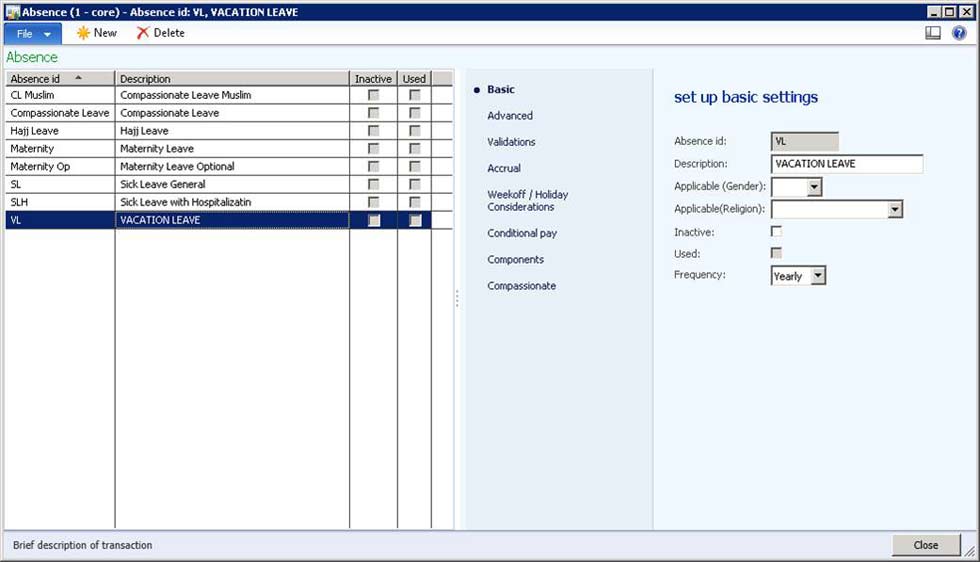 Absence (1 - core) - Absence id: VL, VACATION LEAVE
File New Delete
Absence
Absence id Description Inactive Used
CL Muslim Compassionate Leave Muslim
Compassionate Leave Compassionate Leave
Hajj Leave Hajj Leave
Maternity Maternity Leave
Maternity Op Maternity Leave Optional
SL Sick Leave General
SLH Sick Leave with Hospitalizatin
VL VACATION LEAVE
Basic
Advanced
Validations
Accrual
Weekoff / Holiday
Considerations
Conditional pay
Components
Compassionate
set up basic settings
Absence id: VL
Description: VACATION LEAVE
Applicable (Gender):
Applicable(Religion):
Inactive:
Used:
Frequency: Yearly
Brief description of transaction
Close